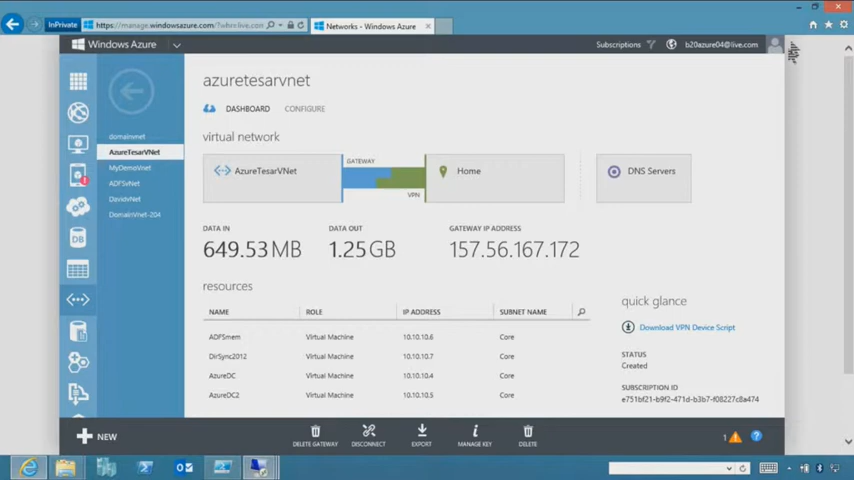 InPrivate
https://manage.windowsazure.com/?whr=live.com
Networks - Windows Azure
Windows Azure
Subscriptions
b20azure04@live.com
azuretesarvnet
DASHBOARD
CONFIGURE
domainvnet
AzureTesarVNet
MyDemoVnet
ADFSvNet
DavidvNet
DomainVnet-204
virtual network
AzureTesarVNet
GATEWAY
VPN
Home
DNS Servers
DATA IN
DATA OUT
GATEWAY IP ADDRESS
649.53 MB
1.25 GB
157.56.167.172
resources
NAME ROLE IP ADDRESS SUBNET NAME
ADFSmem Virtual Machine 10.10.10.6 Core
DirSync2012 Virtual Machine 10.10.10.7 Core
AzureDC Virtual Machine 10.10.10.4 Core
AzureDC2 Virtual Machine 10.10.10.5 Core
quick glance
Download VPN Device Script
STATUS
Created
SUBSCRIPTION ID
e751bf21-b9f2-471d-b3b7-f08227c8a474
NEW
DELETE GATEWAY
DISCONNECT
EXPORT
MANAGE KEY
DELETE
1